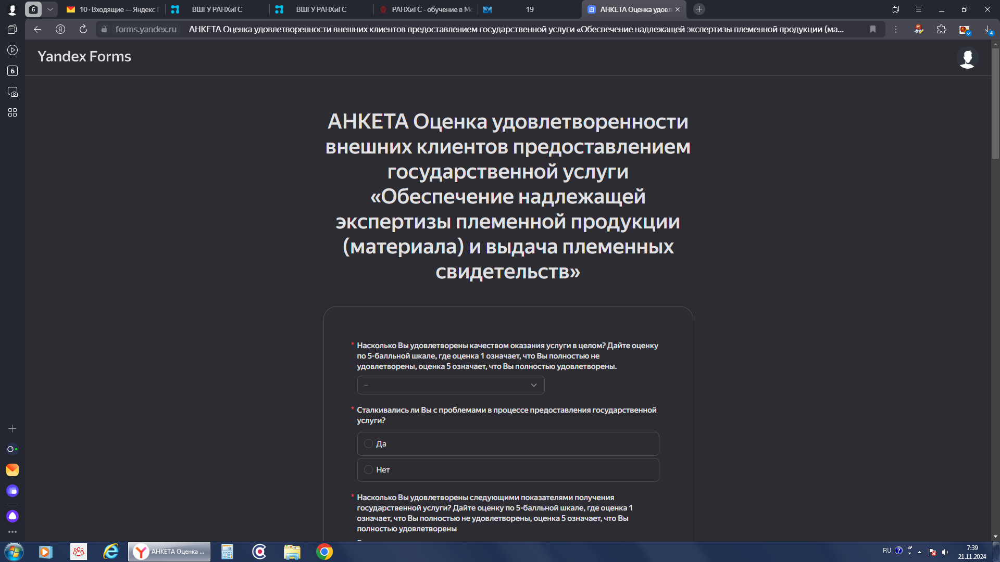 6
10 · Входящие — Яндекс
ВШГУ РАНХиГС
ВШГУ РАНХиГС
РАНХиГС - обучение в Мо
19
АНКЕТА Оценка удовл
forms.yandex.ru
АНКЕТА Оценка удовлетворенности внешних клиентов предоставлением государственной услуги «Обеспечение надлежащей экспертизы племенной продукции (ма...
4
6
Yandex Forms
АНКЕТА Оценка удовлетворенности
внешних клиентов предоставлением
государственной услуги
«Обеспечение надлежащей
экспертизы племенной продукции
(материала) и выдача племенных
свидетельств»
* Насколько Вы удовлетворены качеством оказания услуги в целом? Дайте оценку
по 5-балльной шкале, где оценка 1 означает, что Вы полностью не
удовлетворены, оценка 5 означает, что Вы полностью удовлетворены.
–
* Сталкивались ли Вы с проблемами в процессе предоставления государственной
услуги?
Да
Нет
* Насколько Вы удовлетворены следующими показателями получения
государственной услуги? Дайте оценку по 5-балльной шкале, где оценка 1
означает, что Вы полностью не удовлетворены, оценка 5 означает, что Вы
полностью удовлетворены
АНКЕТА Оценка ...
RU
7:39
21.11.2024